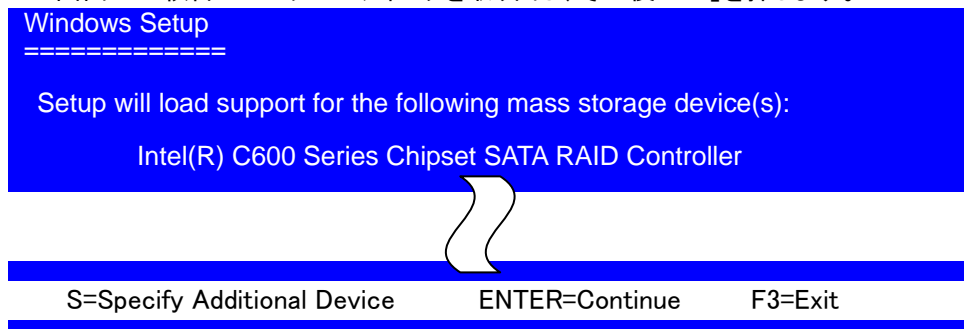 Windows Setup
=============
Setup will load support for the following mass storage device(s):
Intel(R) C600 Series Chipset SATA RAID Controller
S=Specify Additional Device ENTER=Continue F3=Exit